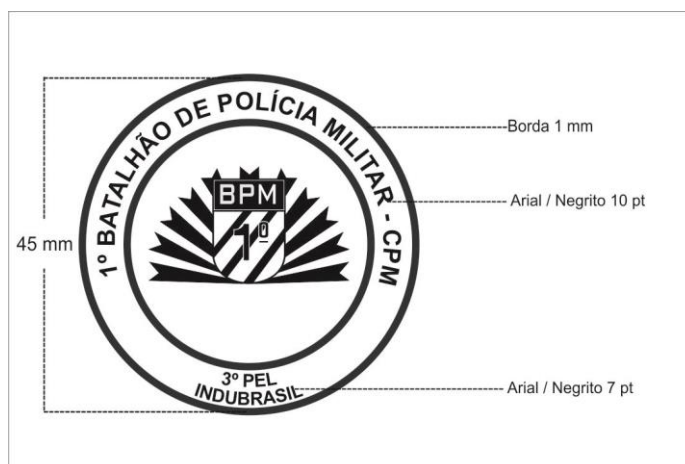 1º BATALHÃO DE POLÍCIA MILITAR - CPM
BPM
1º
3º PEL
INDUBRASIL
45 mm
Borda 1 mm
Arial / Negrito 10 pt
Arial / Negrito 7 pt